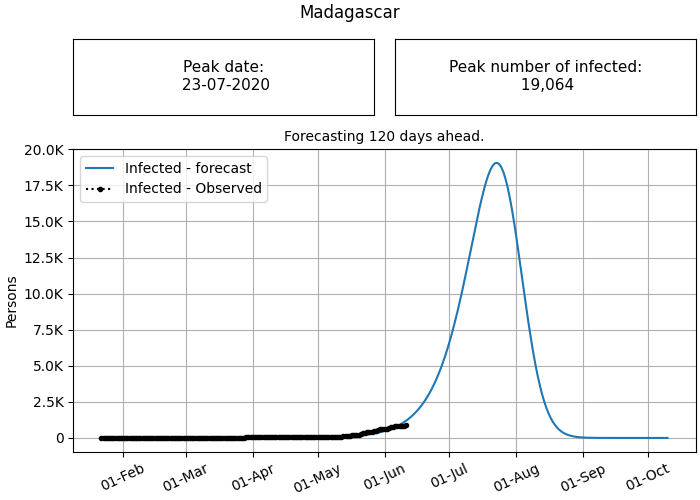 Madagascar
Peak date:
23-07-2020
Peak number of infected:
19,064
Forecasting 120 days ahead.
Infected - forecast
Infected - Observed
Persons
20.0K
17.5K
15.0K
12.5K
10.0K
7.5K
5.0K
2.5K
0
01-Feb
01-Mar
01-Apr
01-May
01-Jun
01-Jul
01-Aug
01-Sep
01-Oct